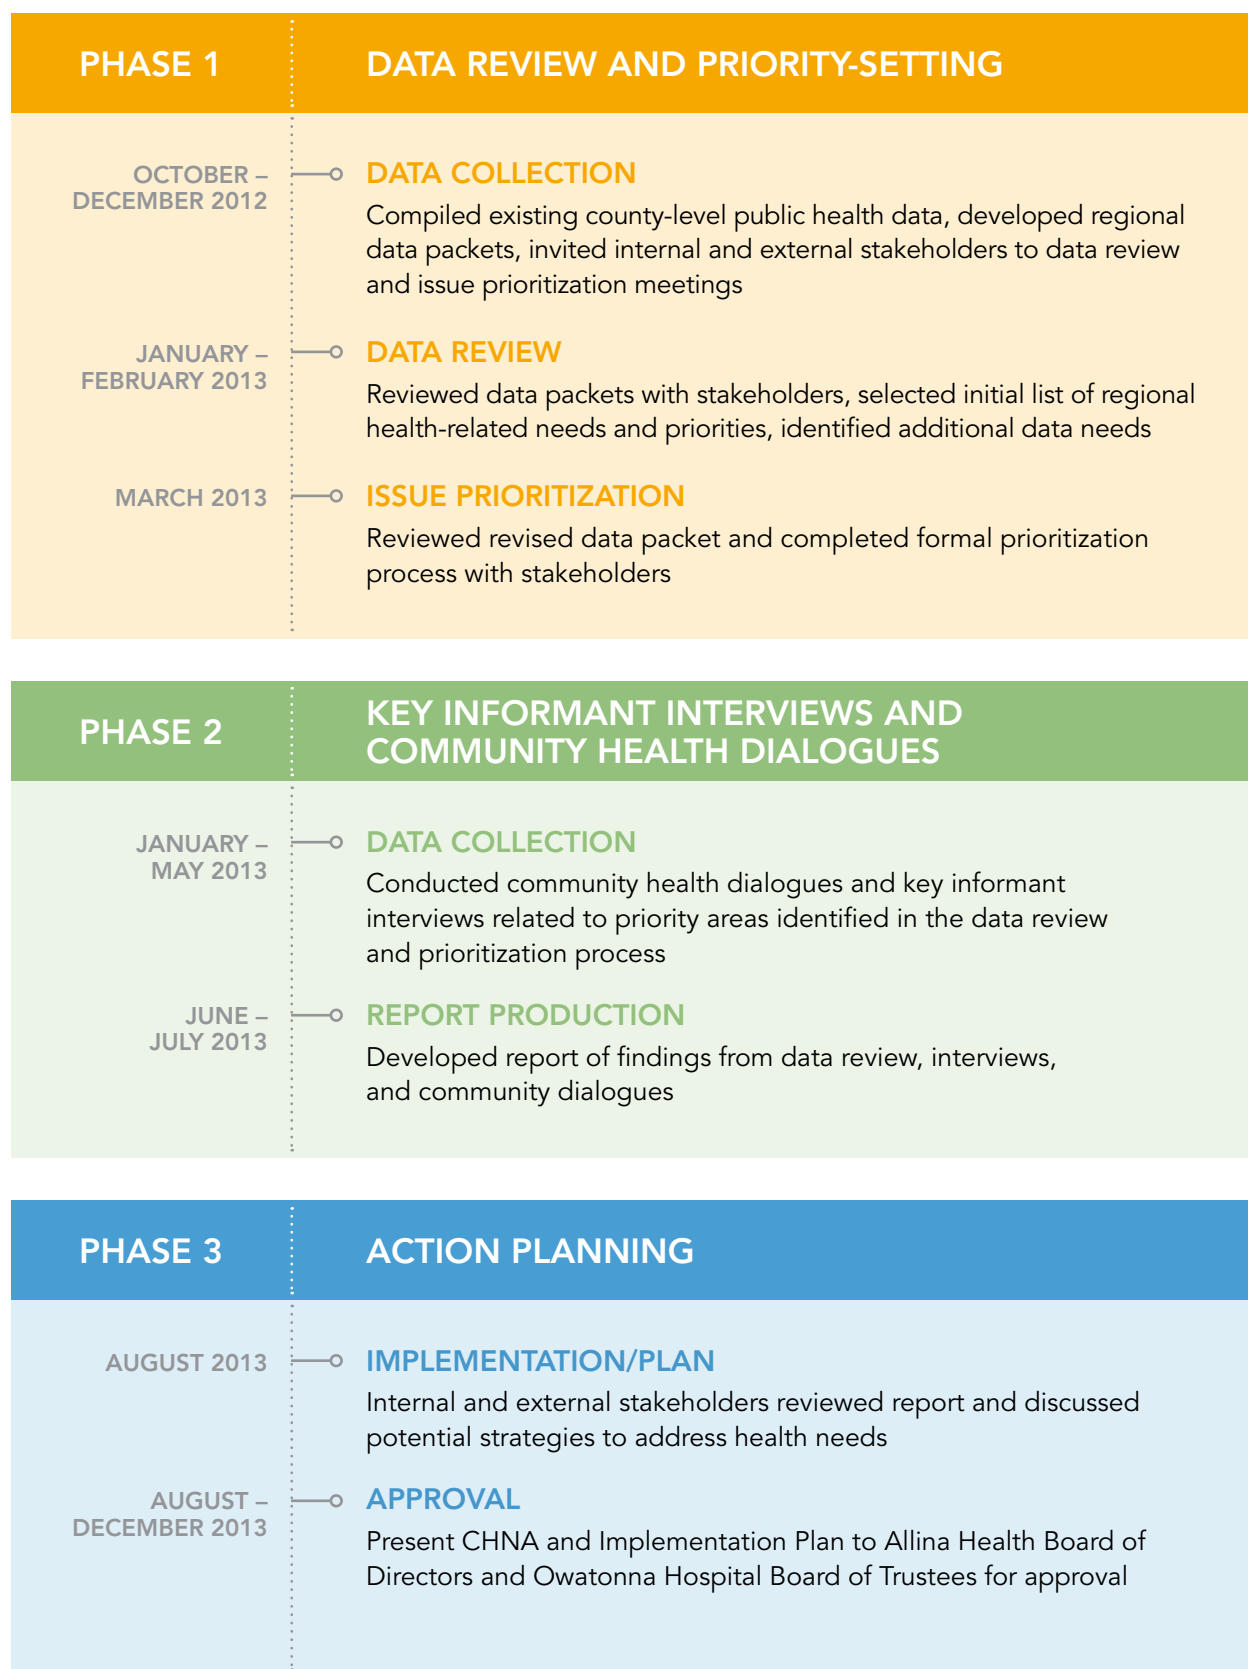 PHASE 1
DATA REVIEW AND PRIORITY-SETTING
OCTOBER –
DECEMBER 2012
DATA COLLECTION
Compiled existing county-level public health data, developed regional
data packets, invited internal and external stakeholders to data review
and issue prioritization meetings
JANUARY –
FEBRUARY 2013
DATA REVIEW
Reviewed data packets with stakeholders, selected initial list of regional
health-related needs and priorities, identified additional data needs
MARCH 2013
ISSUE PRIORITIZATION
Reviewed revised data packet and completed formal prioritization
process with stakeholders
PHASE 2
KEY INFORMANT INTERVIEWS AND
COMMUNITY HEALTH DIALOGUES
JANUARY –
MAY 2013
DATA COLLECTION
Conducted community health dialogues and key informant
interviews related to priority areas identified in the data review
and prioritization process
JUNE –
JULY 2013
REPORT PRODUCTION
Developed report of findings from data review, interviews,
and community dialogues
PHASE 3
ACTION PLANNING
AUGUST 2013
IMPLEMENTATION/PLAN
Internal and external stakeholders reviewed report and discussed
potential strategies to address health needs
AUGUST –
DECEMBER 2013
APPROVAL
Present CHNA and Implementation Plan to Allina Health Board of
Directors and Owatonna Hospital Board of Trustees for approval